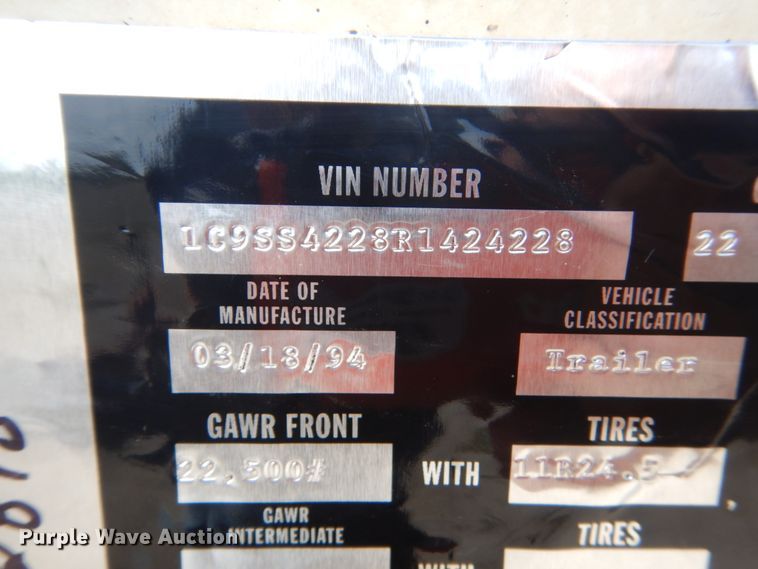 VIN NUMBER
1C9SS4228R1424228 22
DATE OF MANUFACTURE
VEHICLE CLASSIFICATION
03/18/94
Trailer
GAWR FRONT
TIRES
22,500# WITH 11R24.5
GAWR INTERMEDIATE
TIRES
WITH
Purple Wave Auction